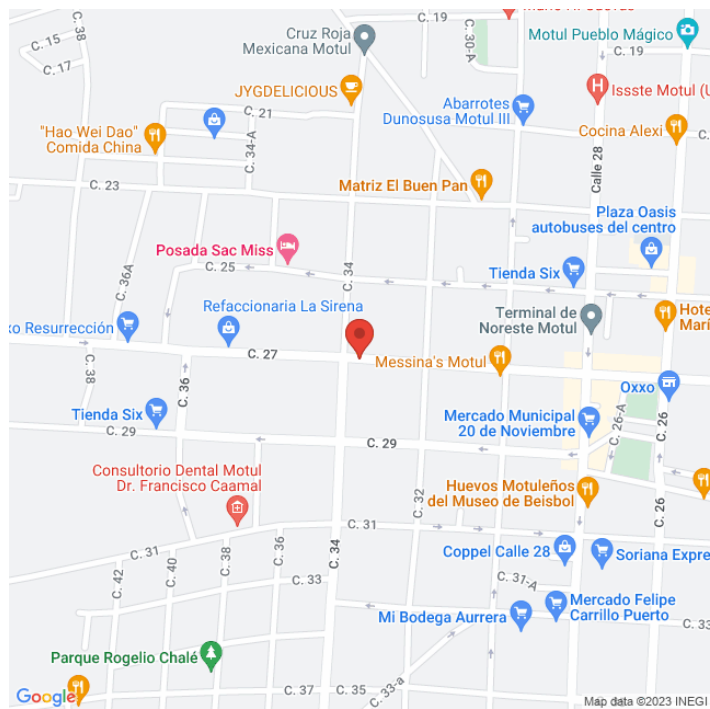 C. 19
Cruz Roja
Mexicana Motul
C. 30-A
Motul Pueblo Mágico
C. 19
C. 38
C. 15
C. 17
JYGDELICIOUS
C. 21
Issste Motul (U
Abarrotes
Dunosusa Motul III
"Hao Wei Dao"
Comida China
C. 34-A
Cocina Alexi
Calle 28
C. 23
Matriz El Buen Pan
Plaza Oasis
autobuses del centro
Posada Sac Miss
C. 25
C. 34
C. 36A
Tienda Six
Refaccionaria La Sirena
Terminal de
Noreste Motul
Hote
Marí
xo Resurrección
C. 27
Messina's Motul
C. 38
C. 36
Oxxo
Tienda Six
C. 29
Mercado Municipal
20 de Noviembre
C. 26-A
C. 26
C. 29
Consultorio Dental Motul
Dr. Francisco Caamal
Huevos Motuleños
del Museo de Beisbol
C. 32
C. 26
C. 31
C. 31
C. 34
C. 36
C. 38
C. 40
C. 42
Coppel Calle 28
Soriana Expre
C. 33
C. 31-A
Mi Bodega Aurrera
Mercado Felipe
Carrillo Puerto
C. 33
Parque Rogelio Chalé
C. 37
C. 35
C. 33-a
Google
Map data ©2023 INEGI